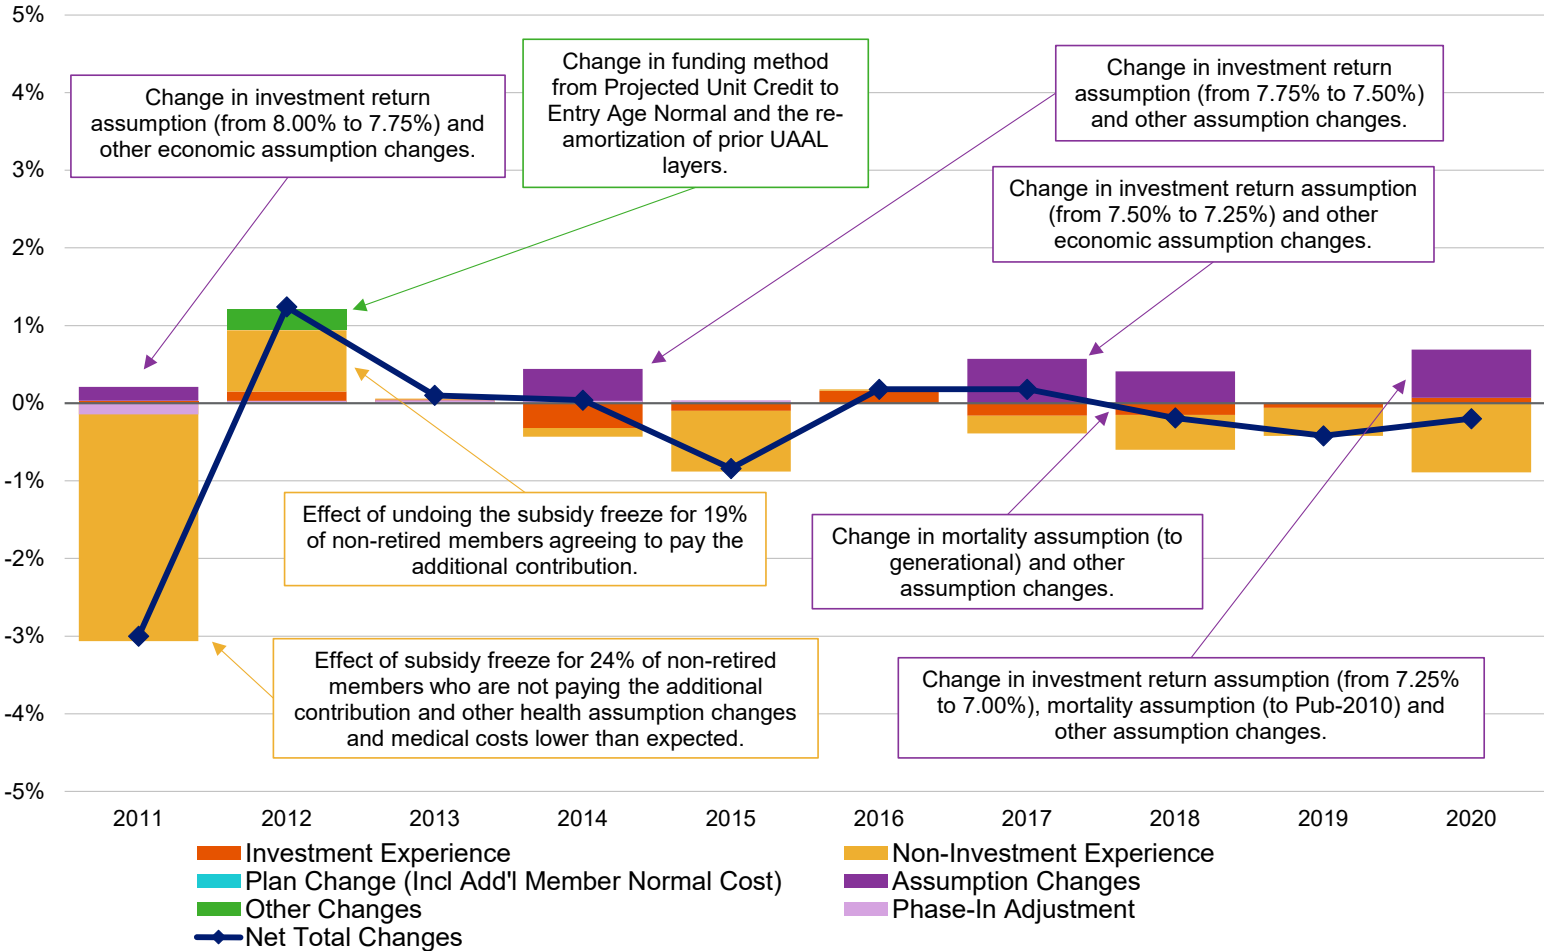 5%
4%
3%
2%
1%
0%
-1%
-2%
-3%
-4%
-5%
Change in investment return
assumption (from 8.00% to 7.75%) and
other economic assumption changes.
Change in funding method
from Projected Unit Credit to
Entry Age Normal and the re-
amortization of prior UAAL
layers.
Change in investment return
assumption (from 7.75% to 7.50%)
and other assumption changes.
Change in investment return assumption
(from 7.50% to 7.25%) and other
economic assumption changes.
Effect of undoing the subsidy freeze for 19%
of non-retired members agreeing to pay the
additional contribution.
Change in mortality assumption (to
generational) and other
assumption changes.
Effect of subsidy freeze for 24% of non-retired
members who are not paying the additional
contribution and other health assumption changes
and medical costs lower than expected.
Change in investment return assumption (from 7.25%
to 7.00%), mortality assumption (to Pub-2010) and
other assumption changes.
2011 2012 2013 2014 2015 2016 2017 2018 2019 2020
Investment Experience
Non-Investment Experience
Plan Change (Incl Add'l Member Normal Cost)
Assumption Changes
Other Changes
Phase-In Adjustment
Net Total Changes